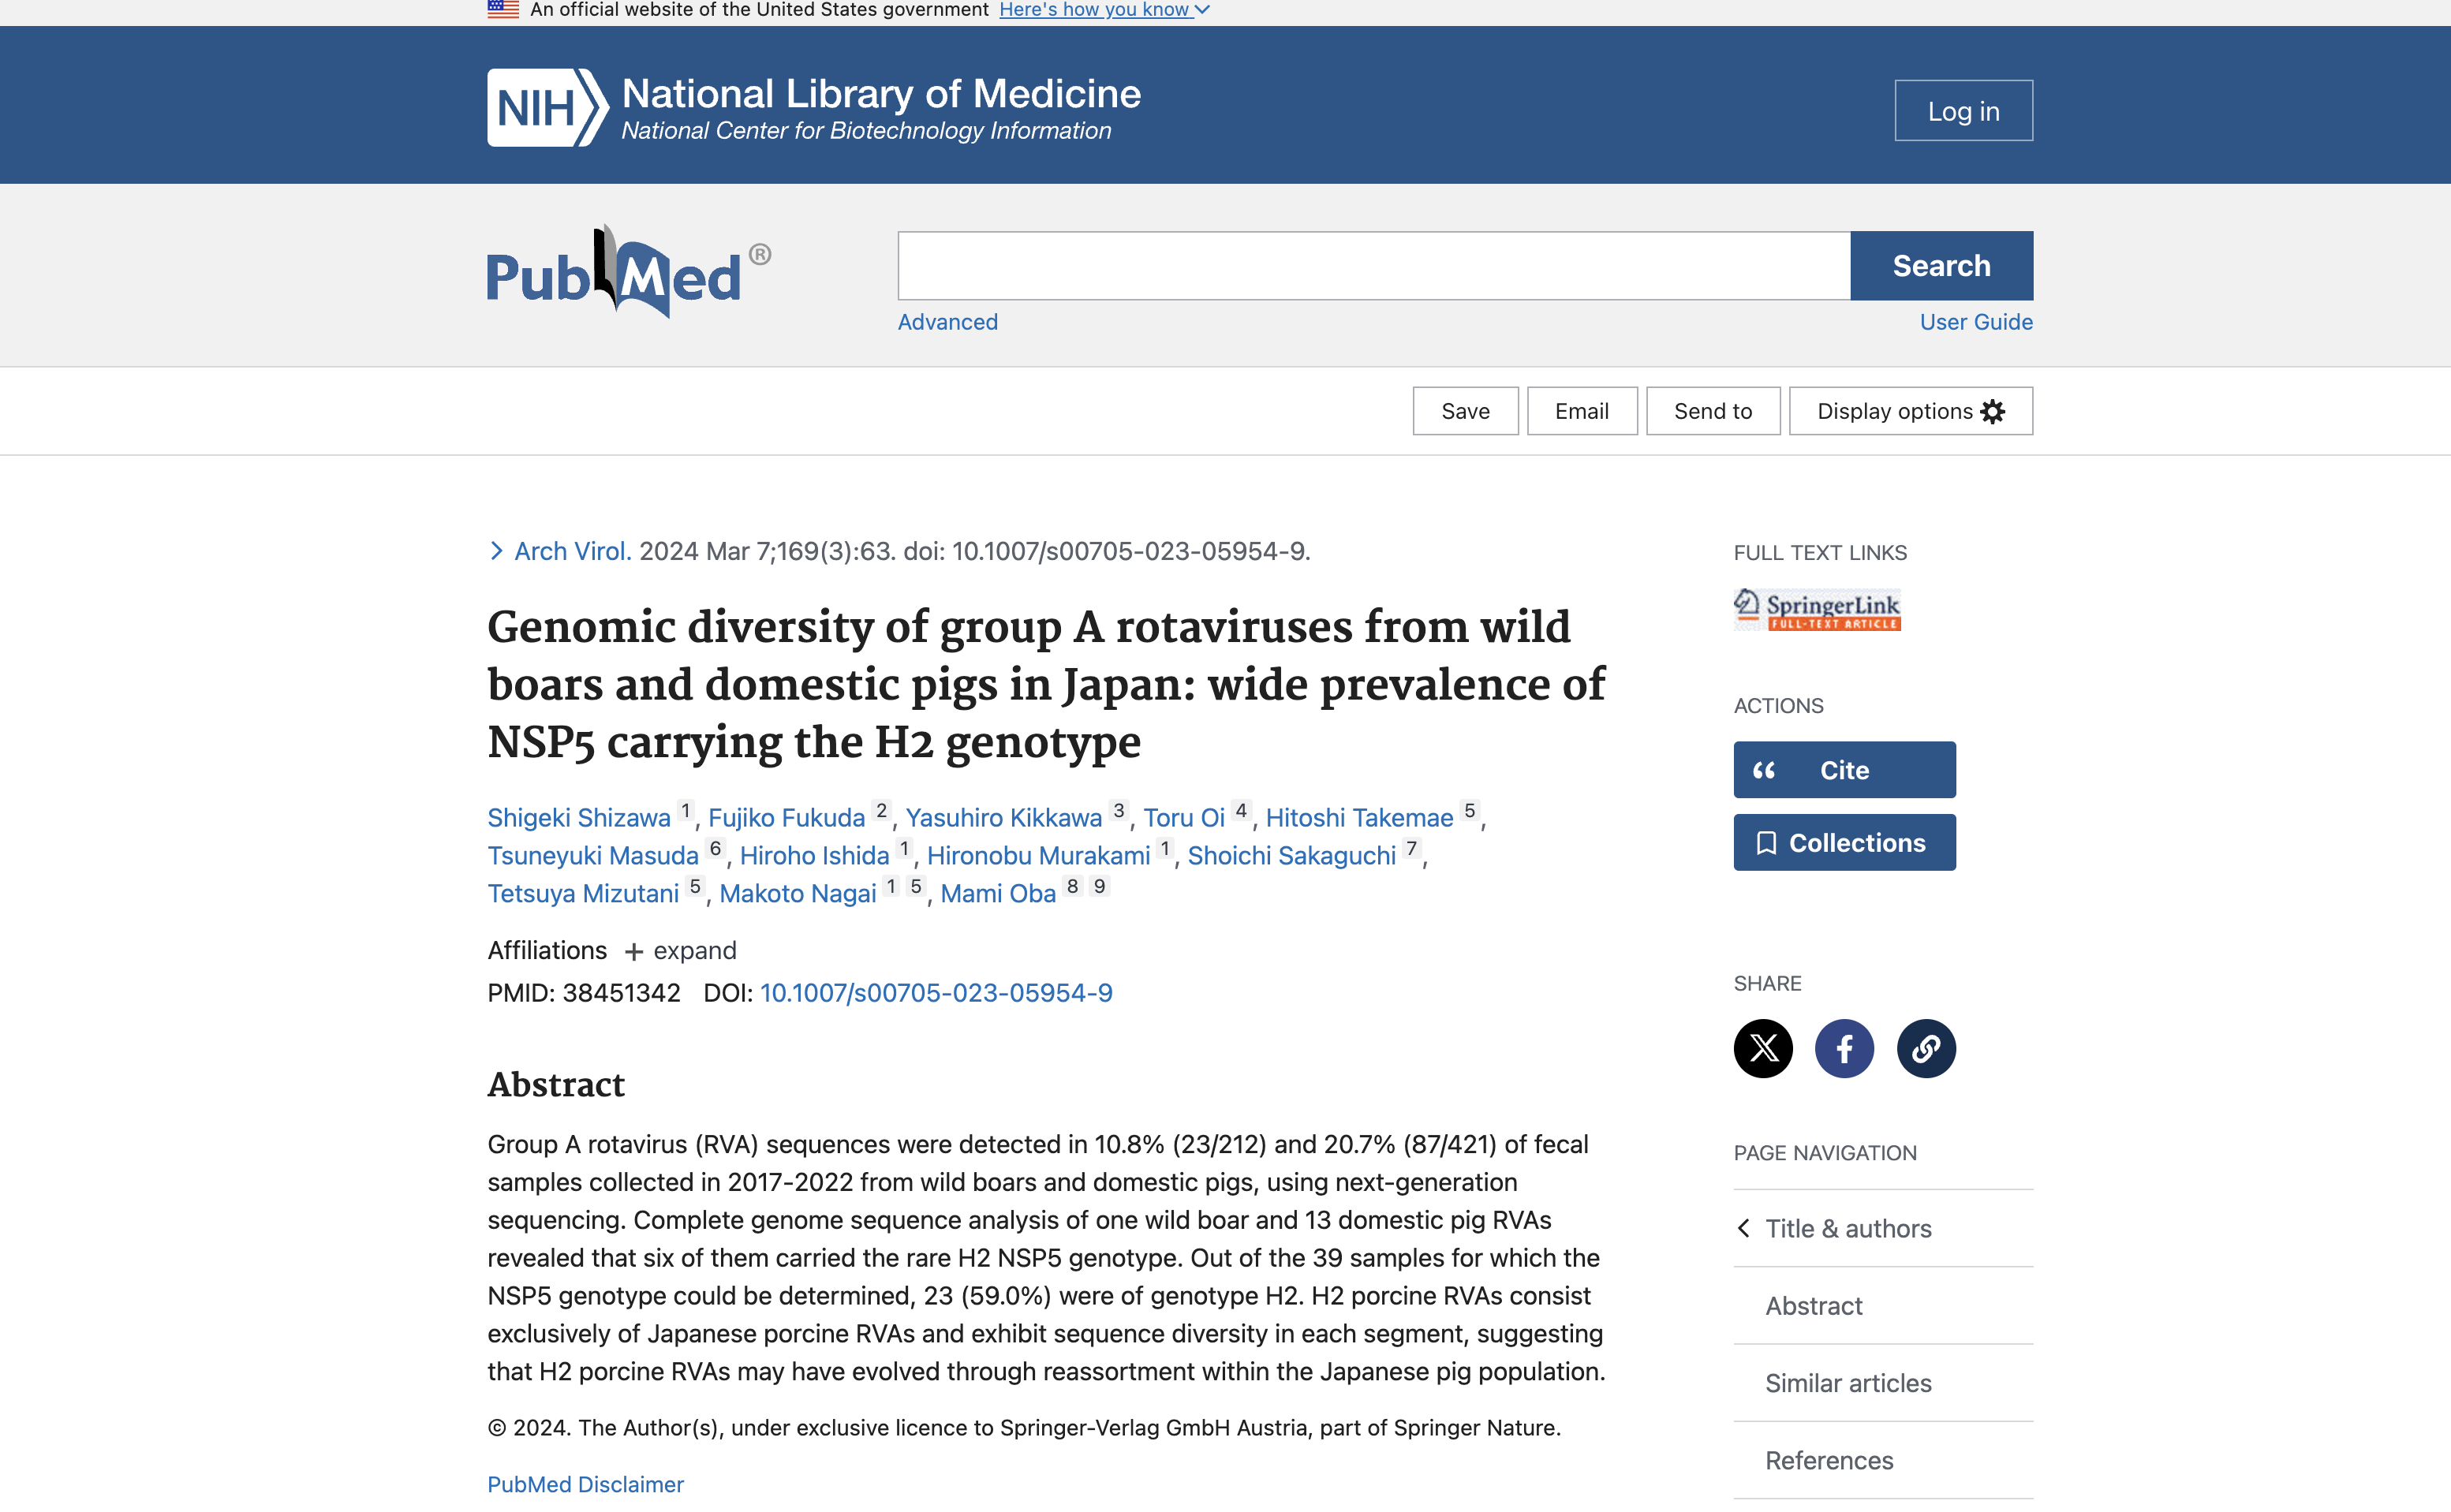 An official website of the United States government Here's how you know
NIH National Library of Medicine
National Center for Biotechnology Information
Log in
PubMed®
Search
Advanced
User Guide
Save
Email
Send to
Display options
Arch Virol. 2024 Mar 7;169(3):63. doi: 10.1007/s00705-023-05954-9.
Genomic diversity of group A rotaviruses from wild
boars and domestic pigs in Japan: wide prevalence of
NSP5 carrying the H2 genotype
Shigeki Shizawa 1, Fujiko Fukuda 2, Yasuhiro Kikkawa 3, Toru Oi 4, Hitoshi Takemae 5,
Tsuneyuki Masuda 6, Hiroho Ishida 1, Hironobu Murakami 1, Shoichi Sakaguchi 7,
Tetsuya Mizutani 5, Makoto Nagai 1 5, Mami Oba 8 9
Affiliations + expand
PMID: 38451342 DOI: 10.1007/s00705-023-05954-9
Abstract
Group A rotavirus (RVA) sequences were detected in 10.8% (23/212) and 20.7% (87/421) of fecal
samples collected in 2017-2022 from wild boars and domestic pigs, using next-generation
sequencing. Complete genome sequence analysis of one wild boar and 13 domestic pig RVAs
revealed that six of them carried the rare H2 NSP5 genotype. Out of the 39 samples for which the
NSP5 genotype could be determined, 23 (59.0%) were of genotype H2. H2 porcine RVAs consist
exclusively of Japanese porcine RVAs and exhibit sequence diversity in each segment, suggesting
that H2 porcine RVAs may have evolved through reassortment within the Japanese pig population.
© 2024. The Author(s), under exclusive licence to Springer-Verlag GmbH Austria, part of Springer Nature.
PubMed Disclaimer
FULL TEXT LINKS
SpringerLink
FULL-TEXT ARTICLE
ACTIONS
Cite
Collections
SHARE
PAGE NAVIGATION
Title & authors
Abstract
Similar articles
References